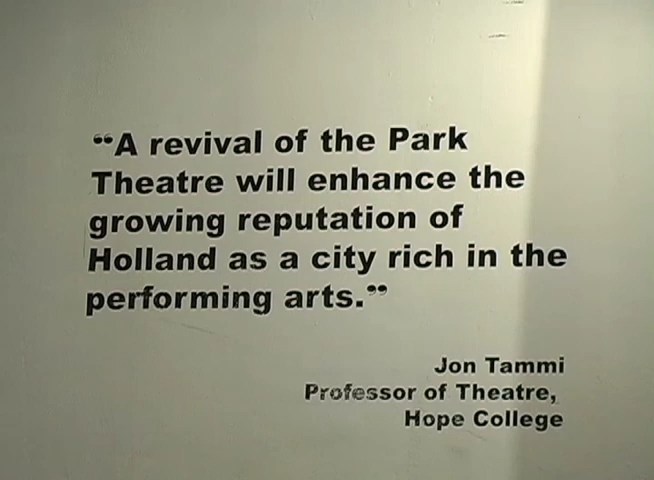 “A revival of the Park
Theatre will enhance the
growing reputation of
Holland as a city rich in the
performing arts.”
Jon Tammi
Professor of Theatre,
Hope College